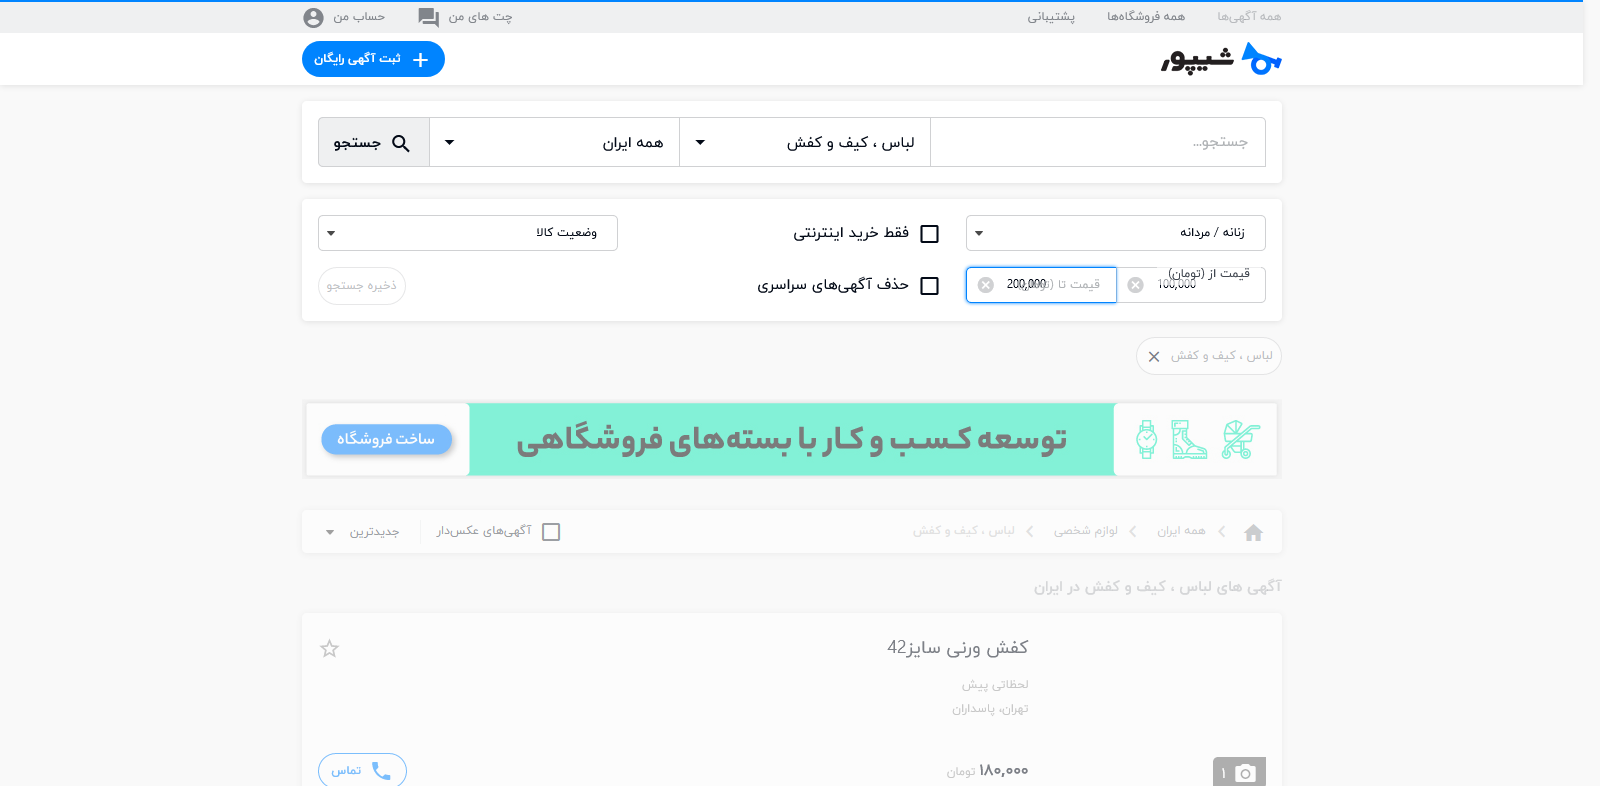 همه آگهی‌ها همه فروشگاه‌ها پشتیبانی چت های من حساب من
شیپور ثبت آگهی رایگان
جستجو... لباس ، کیف و کفش همه ایران جستجو
زنانه / مردانه فقط خرید اینترنتی وضعیت کالا
قیمت از (تومان) 100,000 قیمت تا (تومان) 200,000 حذف آگهی‌های سراسری ذخیره جستجو
لباس ، کیف و کفش
توسعه کسب و کار با بسته‌های فروشگاهی ساخت فروشگاه
همه ایران لوازم شخصی لباس ، کیف و کفش آگهی‌های عکس‌دار جدیدترین
آگهی های لباس ، کیف و کفش در ایران
کفش ورنی سایز42
لحظاتی پیش
تهران، پاسداران
۱ ۱۸۰,۰۰۰ تومان تماس